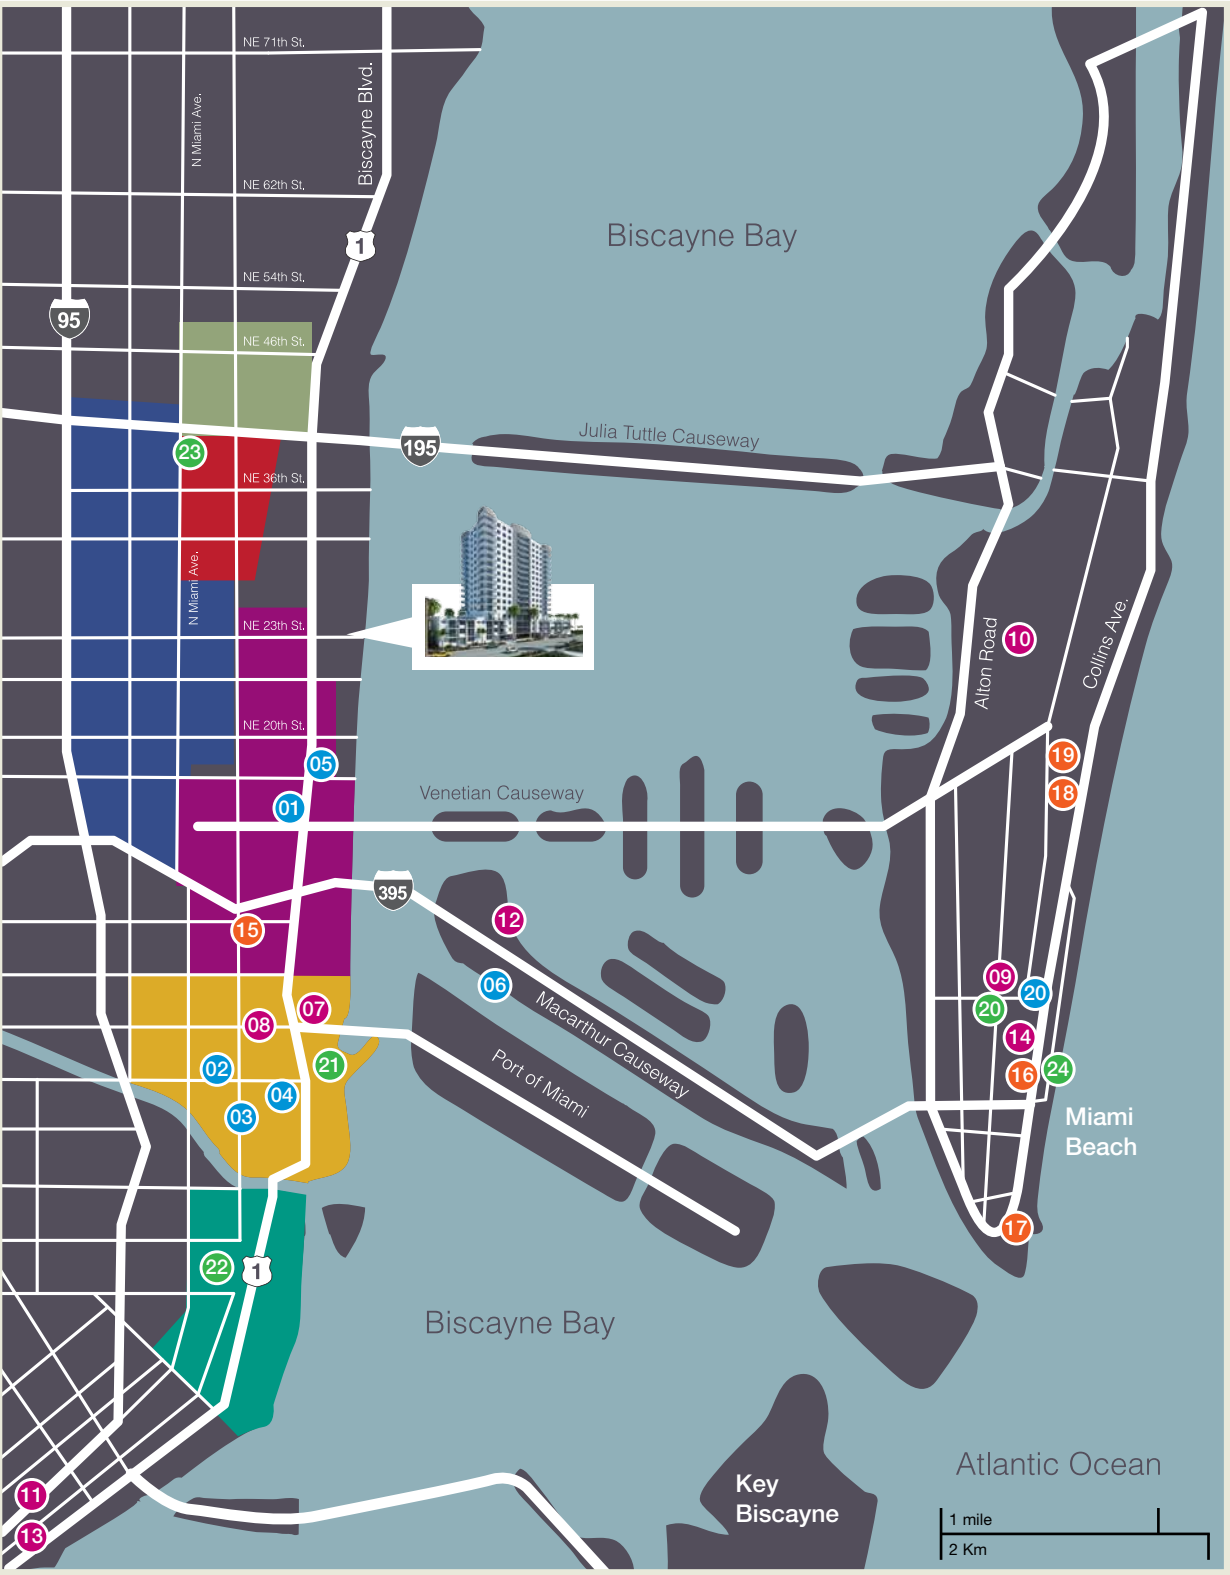 NE 71th St.
Biscayne Blvd.
N Miami Ave.
NE 62th St.
Biscayne Bay
1
NE 54th St.
95
NE 46th St.
Julia Tuttle Causeway
195
23
NE 36th St.
N Miami Ave.
NE 23th St.
Alton Road
10
Collins Ave.
NE 20th St.
05
19
Venetian Causeway
18
01
395
12
15
09
06
20
20
Macarthur Causeway
07
08
14
21
02
16
24
Port of Miami
04
03
Miami
Beach
17
22
1
Biscayne Bay
Atlantic Ocean
Key
Biscayne
11
1 mile
13
2 Km